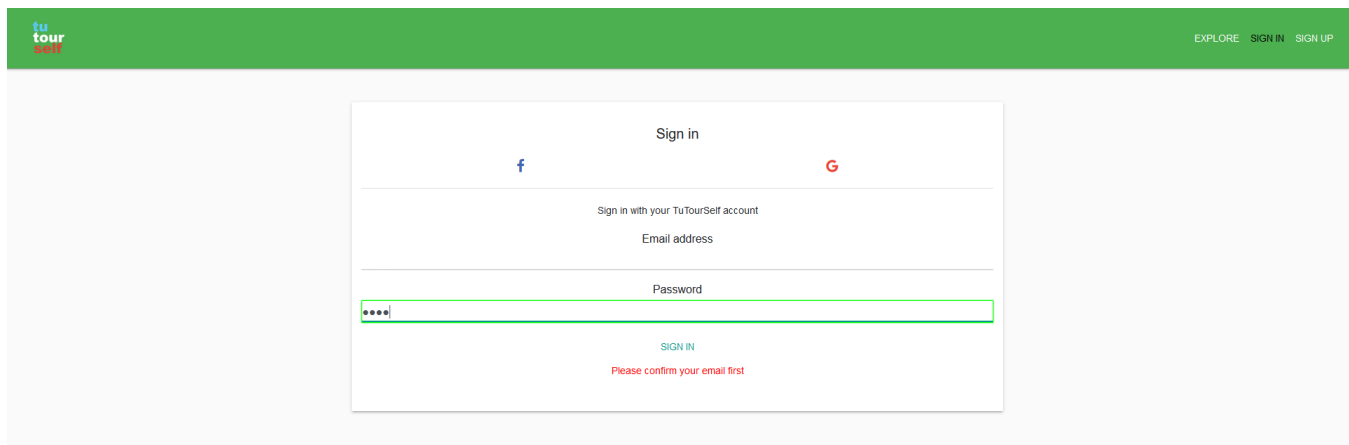 tu
tour
self
EXPLORE SIGN IN SIGN UP
Sign in
Sign in with your TuTourSelf account
Email address
Password
SIGN IN
Please confirm your email first